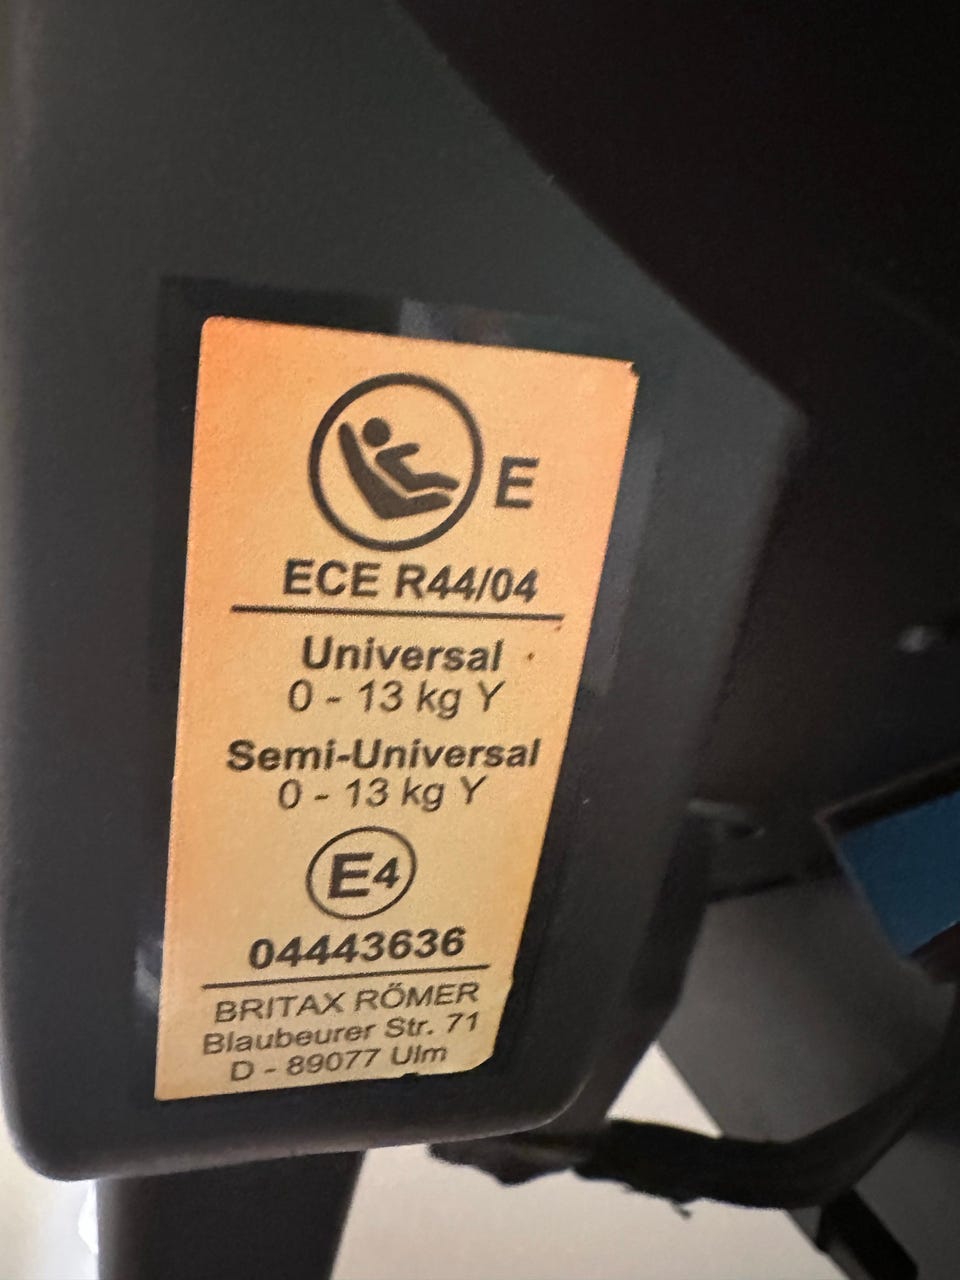 E
ECE R44/04
Universal
0 - 13 kg Y
Semi-Universal
0 - 13 kg Y
E4
04443636
BRITAX RÖMER
Blaubeurer Str. 71
D - 89077 Ulm